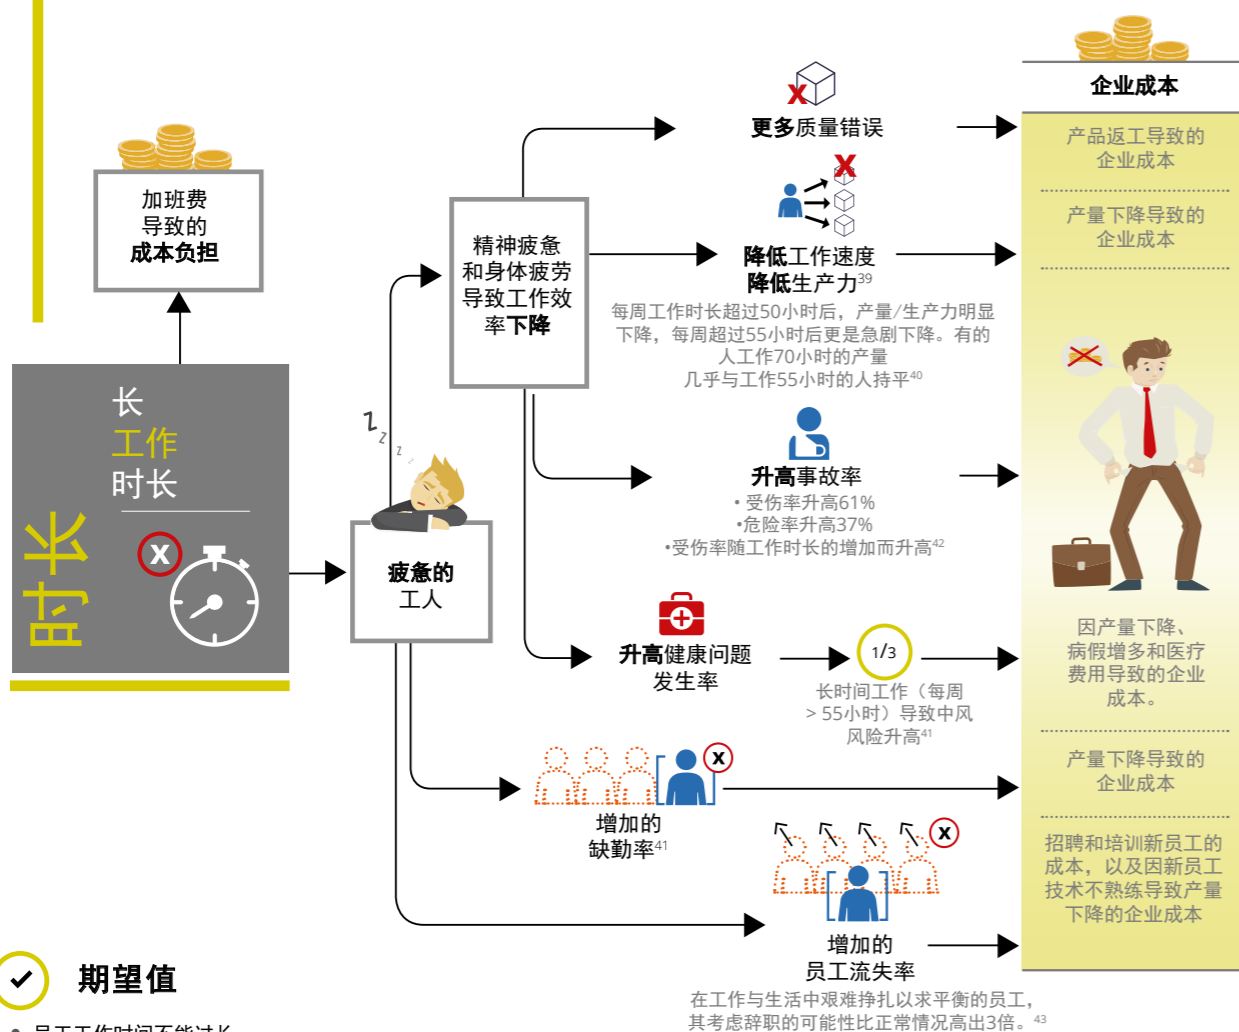 加班费
导致的
成本负担
长
工作
时长
X
时长
Z
z
z
z
疲惫的
工人
精神疲惫
和身体疲劳
导致工作效
率下降
X
更多质量错误
X
降低工作速度
降低生产力39
每周工作时长超过50小时后，产量/生产力明显
下降，每周超过55小时后更是急剧下降。有的
人工作70小时的产量
几乎与工作55小时的人持平40
升高事故率
• 受伤率升高61%
•危险率升高37%
•受伤率随工作时长的增加而升高42
升高健康问题
发生率
1/3
长时间工作（每周
> 55小时）导致中风
风险升高41
X
增加的
缺勤率41
X
增加的
员工流失率
在工作与生活中艰难挣扎以求平衡的员工，
其考虑辞职的可能性比正常情况高出3倍。43
企业成本
产品返工导致的
企业成本
产量下降导致的
企业成本
因产量下降、
病假增多和医疗
费用导致的企业
成本。
产量下降导致的
企业成本
招聘和培训新员工的
成本，以及因新员工
技术不熟练导致产量
下降的企业成本
期望值
• 员工工作时间不能过长